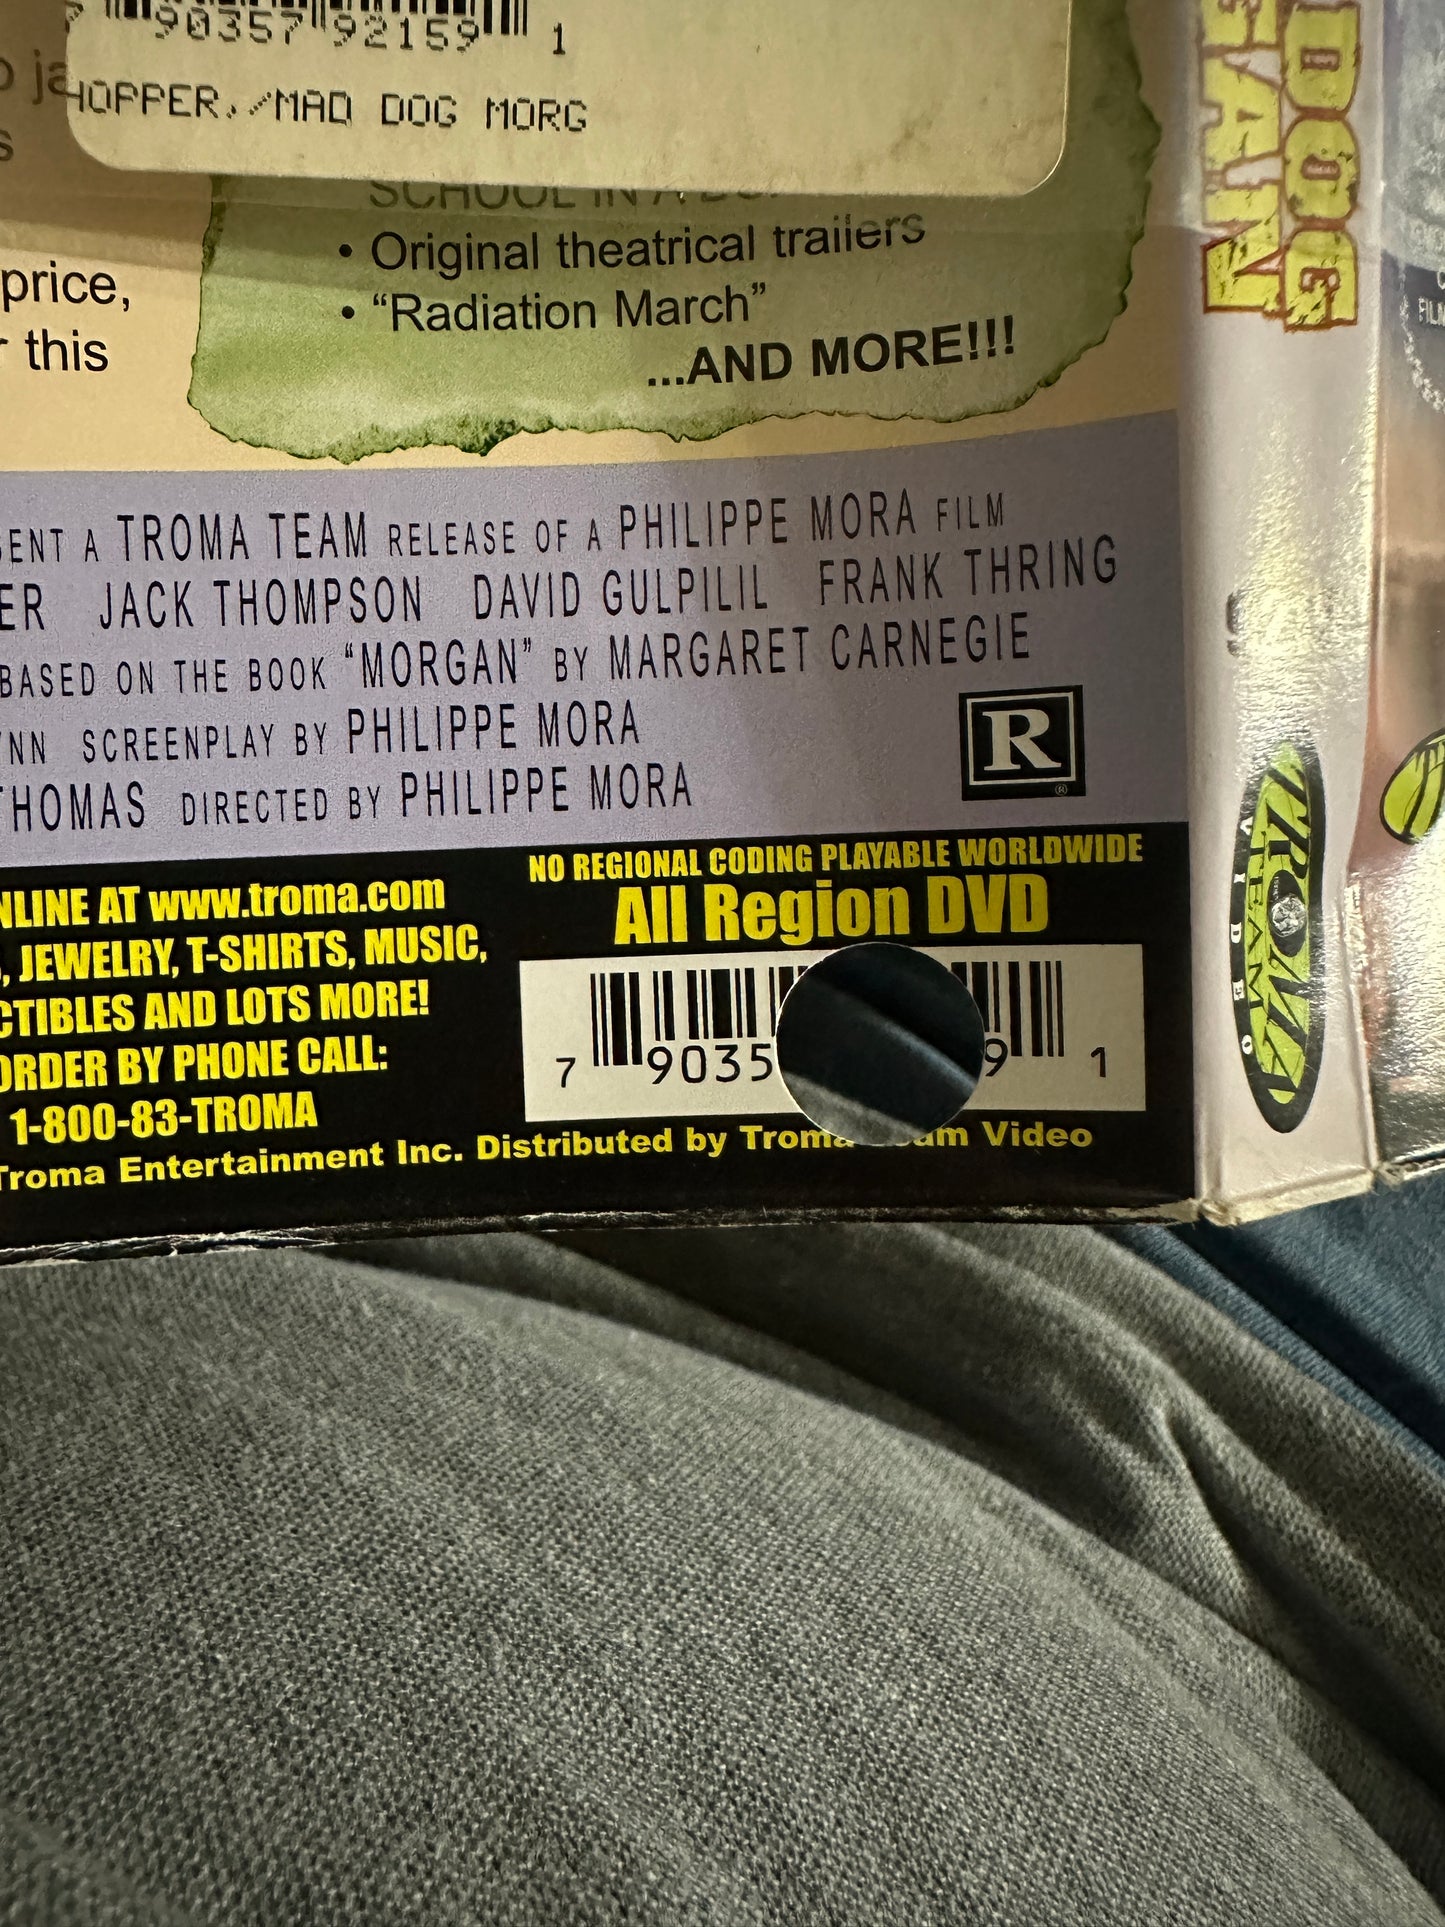 7 90357 92159 1
HOPPER./MAD DOG MORG
• Original theatrical trailers
• “Radiation March”
...AND MORE!!!
price,
this
A TROMA TEAM RELEASE OF A PHILIPPE MORA FILM
JACK THOMPSON DAVID GULPILIL FRANK THRING
BASED ON THE BOOK “MORGAN” BY MARGARET CARNEGIE
SCREENPLAY BY PHILIPPE MORA
THOMAS DIRECTED BY PHILIPPE MORA
R
®
AT www.troma.com
, JEWELRY, T-SHIRTS, MUSIC,
AND LOTS MORE!
ORDER BY PHONE CALL:
1-800-83-TROMA
NO REGIONAL CODING PLAYABLE WORLDWIDE
All Region DVD
7 9035 9 1
Troma Entertainment Inc. Distributed by Troma Video
DOG
TROMA
TEAM
VIDEO